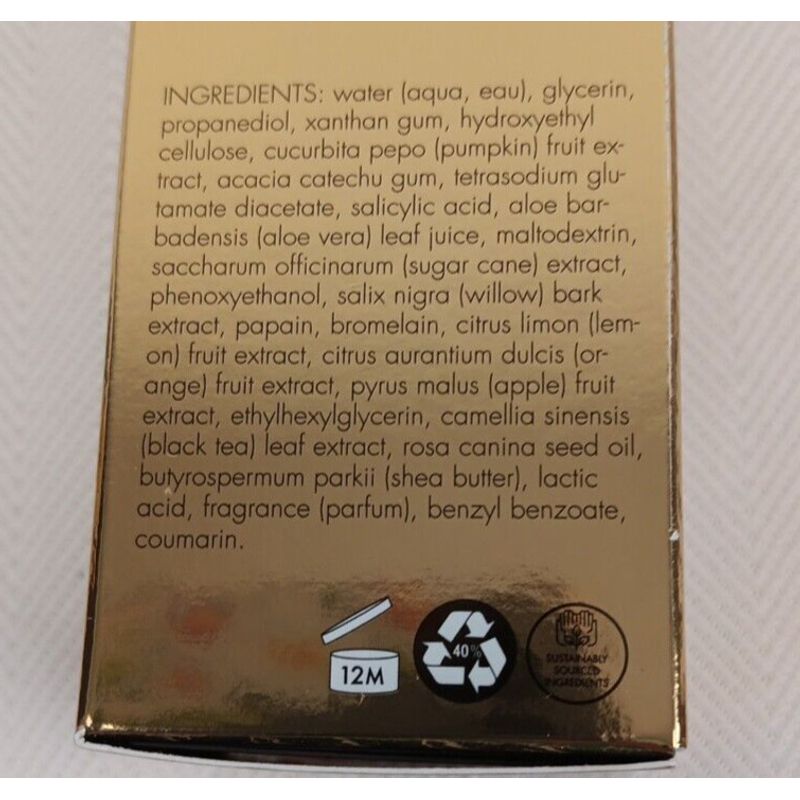 INGREDIENTS: water (aqua, eau), glycerin,
propanediol, xanthan gum, hydroxyethyl
cellulose, cucurbita pepo (pumpkin) fruit ex-
tract, acacia catechu gum, tetrasodium glu-
tamate diacetate, salicylic acid, aloe bar-
badensis (aloe vera) leaf juice, maltodextrin,
saccharum officinarum (sugar cane) extract,
phenoxyethanol, salix nigra (willow) bark
extract, papain, bromelain, citrus limon (lem-
on) fruit extract, citrus aurantium dulcis (or-
ange) fruit extract, pyrus malus (apple) fruit
extract, ethylhexylglycerin, camellia sinensis
(black tea) leaf extract, rosa canina seed oil,
butyrospermum parkii (shea butter), lactic
acid, fragrance (parfum), benzyl benzoate,
coumarin.
12M
40%
SUSTAINABLY
SOURCED
INGREDIENTS